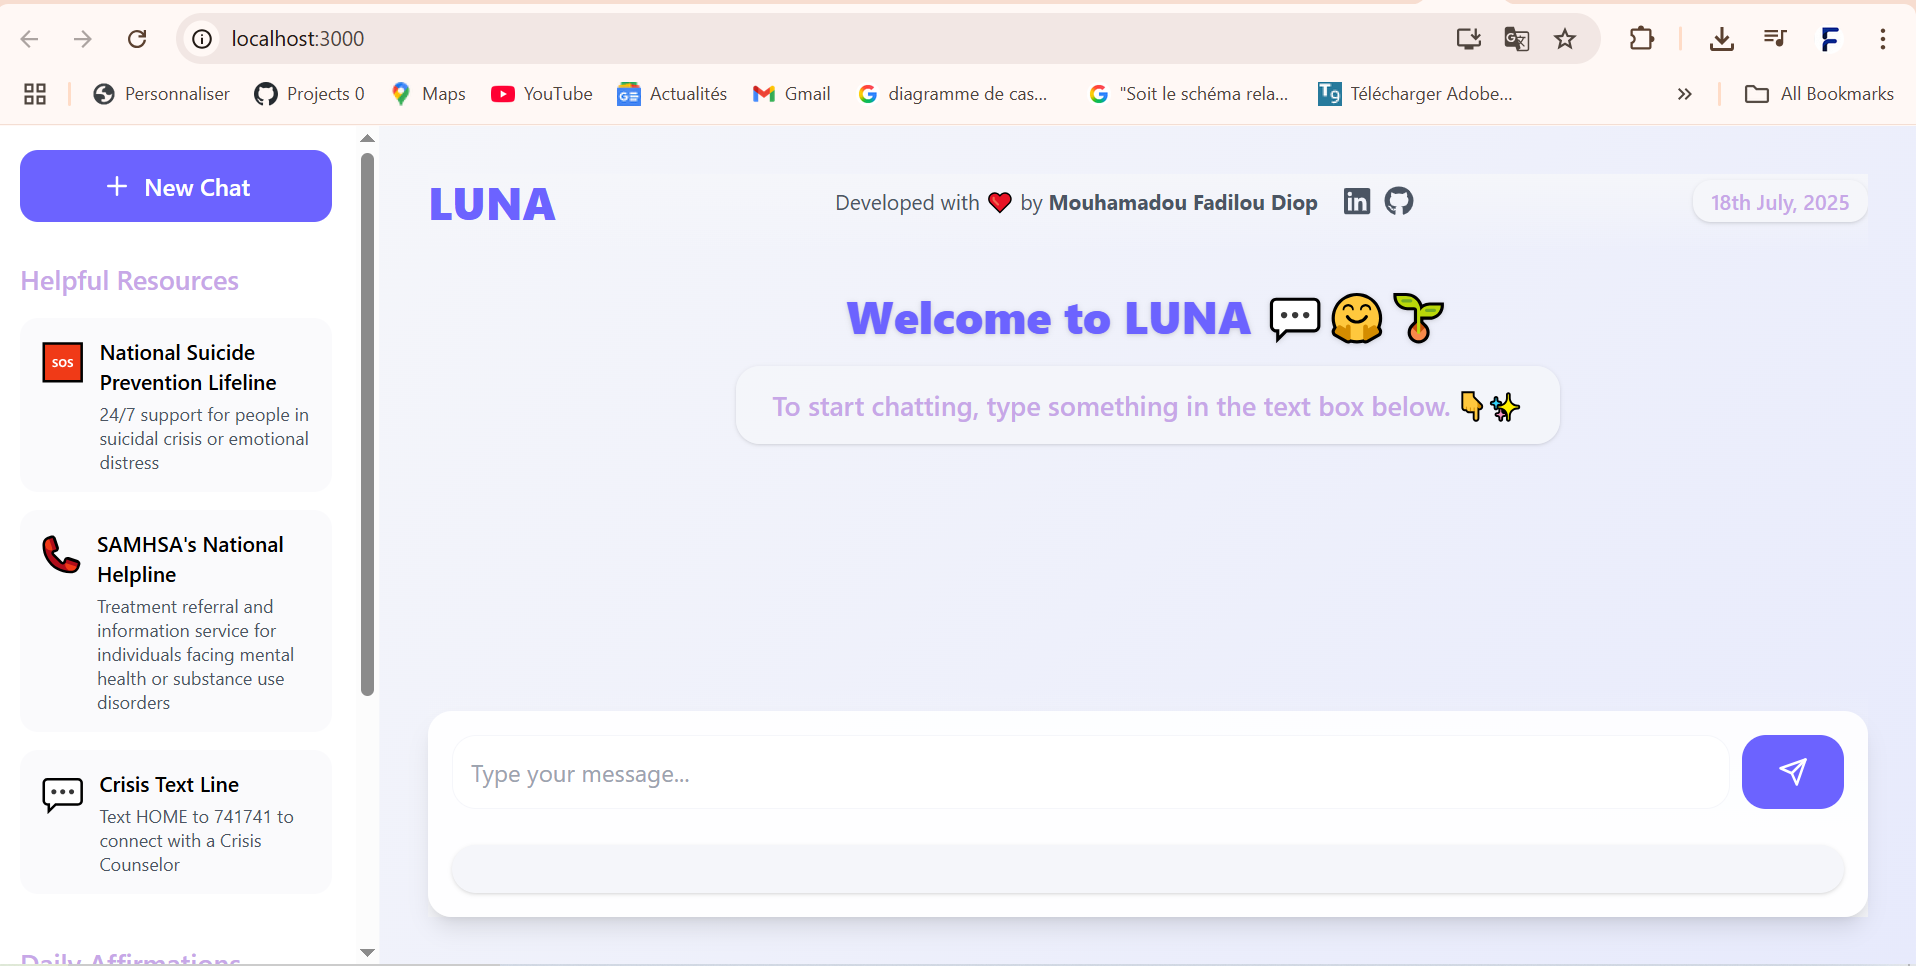 localhost:3000
Personnaliser
Projects 0
Maps
YouTube
Actualités
Gmail
diagramme de cas...
"Soit le schéma rela...
Télécharger Adobe...
All Bookmarks
New Chat
Helpful Resources
SOS
National Suicide
Prevention Lifeline
24/7 support for people in
suicidal crisis or emotional
distress
SAMHSA's National
Helpline
Treatment referral and
information service for
individuals facing mental
health or substance use
disorders
Crisis Text Line
Text HOME to 741741 to
connect with a Crisis
Counselor
Daily Affirmations
LUNA
Developed with ❤️ by Mouhamadou Fadilou Diop
18th July, 2025
Welcome to LUNA 💬🤗🌱
To start chatting, type something in the text box below. 👇✨
Type your message...